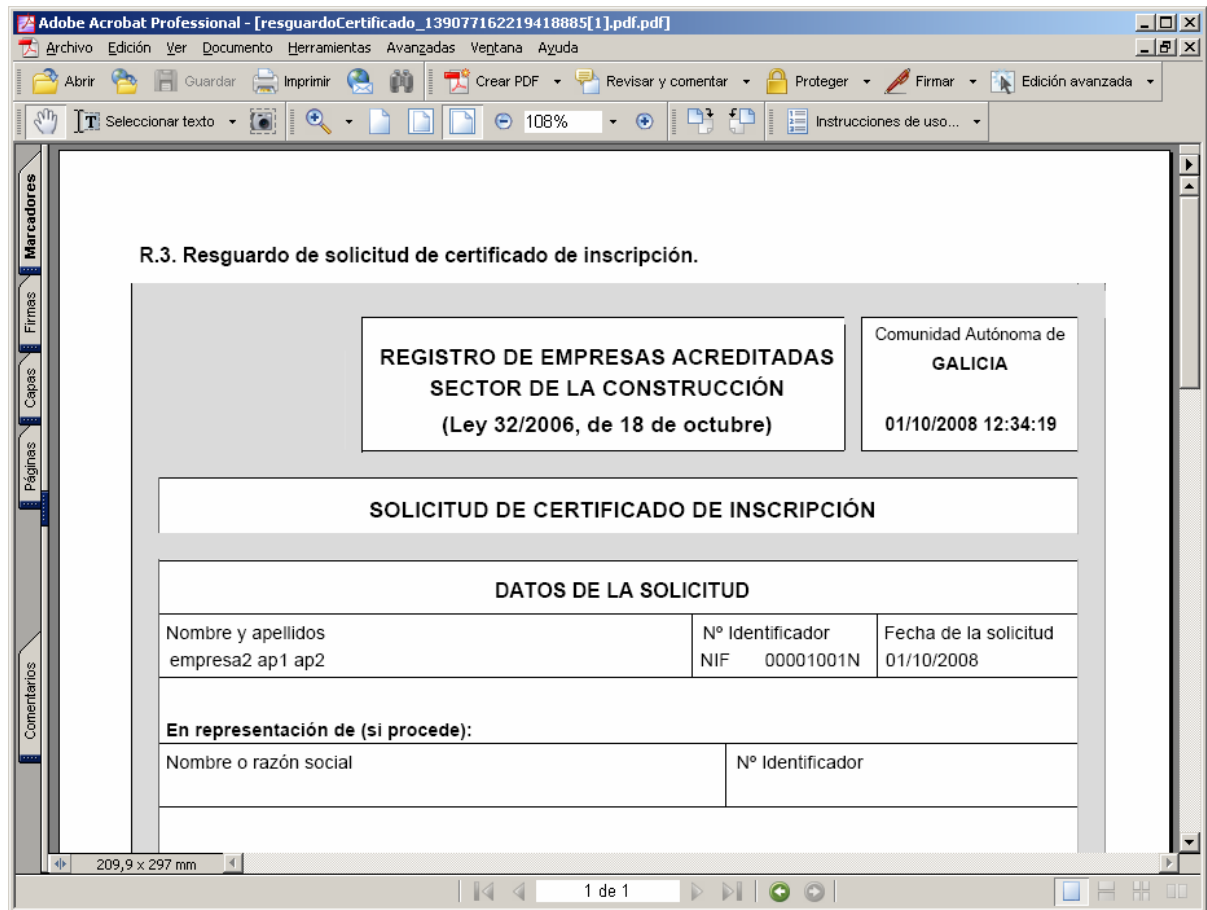 Adobe Acrobat Professional - [resguardoCertificado_139077162219418885[1].pdf.pdf]
Archivo Edición Ver Documento Herramientas Avanzadas Ventana Ayuda
Abrir Guardar Imprimir Crear PDF Revisar y comentar Proteger Firmar Edición avanzada
Seleccionar texto 108% Instrucciones de uso...
Marcadores
Firmas
Capas
Páginas
Comentarios
R.3. Resguardo de solicitud de certificado de inscripción.
REGISTRO DE EMPRESAS ACREDITADAS
SECTOR DE LA CONSTRUCCIÓN
(Ley 32/2006, de 18 de octubre)
Comunidad Autónoma de
GALICIA
01/10/2008 12:34:19
SOLICITUD DE CERTIFICADO DE INSCRIPCIÓN
DATOS DE LA SOLICITUD
Nombre y apellidos Nº Identificador Fecha de la solicitud
empresa2 ap1 ap2 NIF 00001001N 01/10/2008
En representación de (si procede):
Nombre o razón social Nº Identificador
209,9 x 297 mm
1 de 1